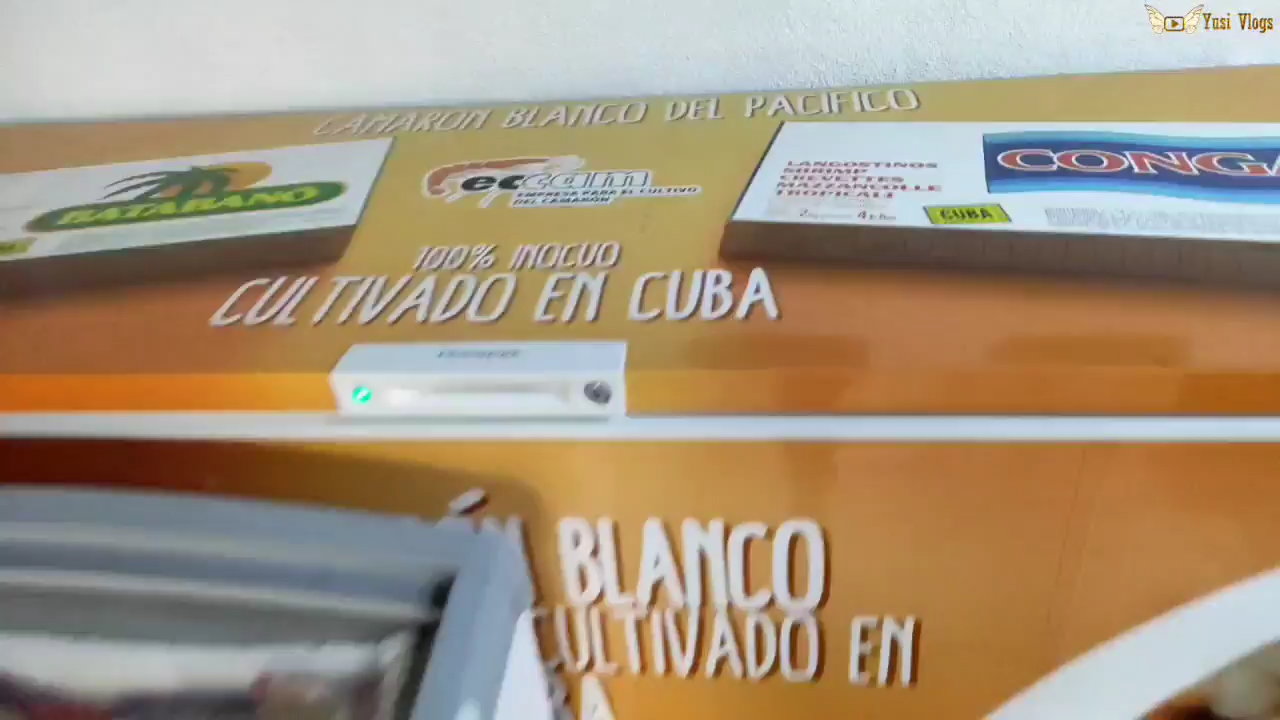 Yusi Vlogs
CAMARON BLANCO DEL PACIFICO
BATABANO
eccam
EMPRESA PARA EL CULTIVO
DEL CAMARON
LANGOSTINOS
SHRIMP
CREVETTES
MAZZANCOLLE
TROPICALI
CONGA
CUBA
100% INOCUO
CULTIVADO EN CUBA
BLANCO
CULTIVADO EN